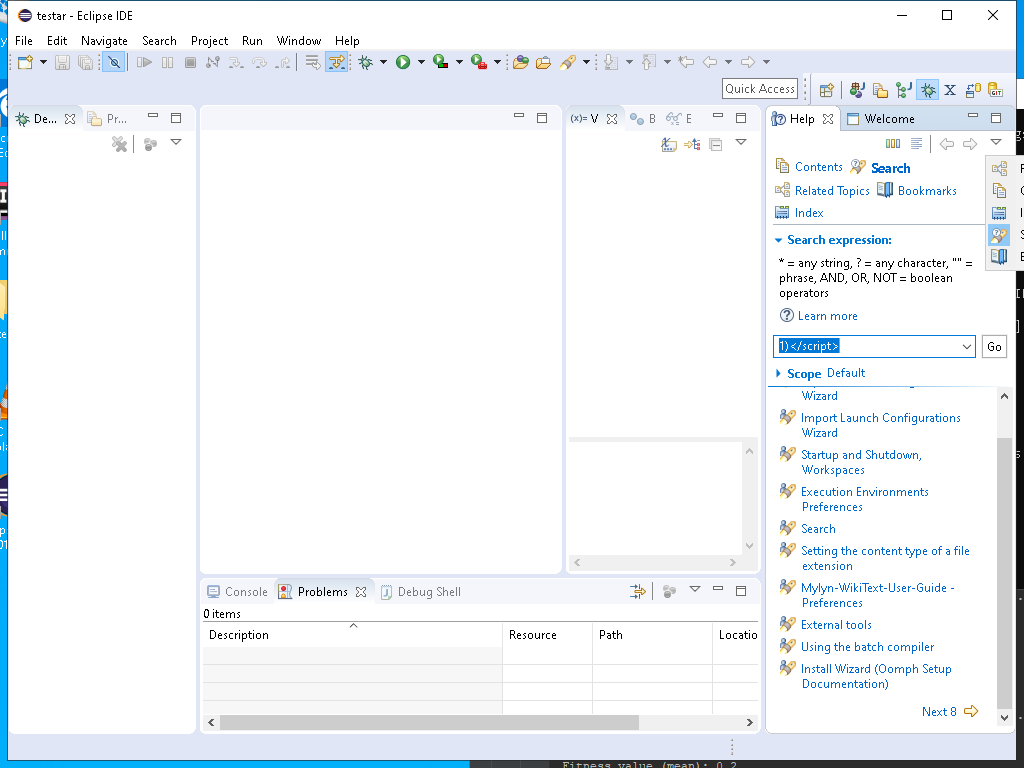 testar - Eclipse IDE
File Edit Navigate Search Project Run Window Help
Quick Access
De... Pr... (x)= V B E Help Welcome
Contents Search
Related Topics Bookmarks
Index
Search expression:
* = any string, ? = any character, "" =
phrase, AND, OR, NOT = boolean
operators
Learn more
1)</script> Go
Scope Default
Wizard
Import Launch Configurations
Wizard
Startup and Shutdown,
Workspaces
Execution Environments
Preferences
Search
Setting the content type of a file
extension
Mylyn-WikiText-User-Guide -
Preferences
External tools
Using the batch compiler
Install Wizard (Oomph Setup
Documentation)
Next 8
Console Problems Debug Shell
0 items
Description Resource Path Locatio
Fitness value (mean): 0.2